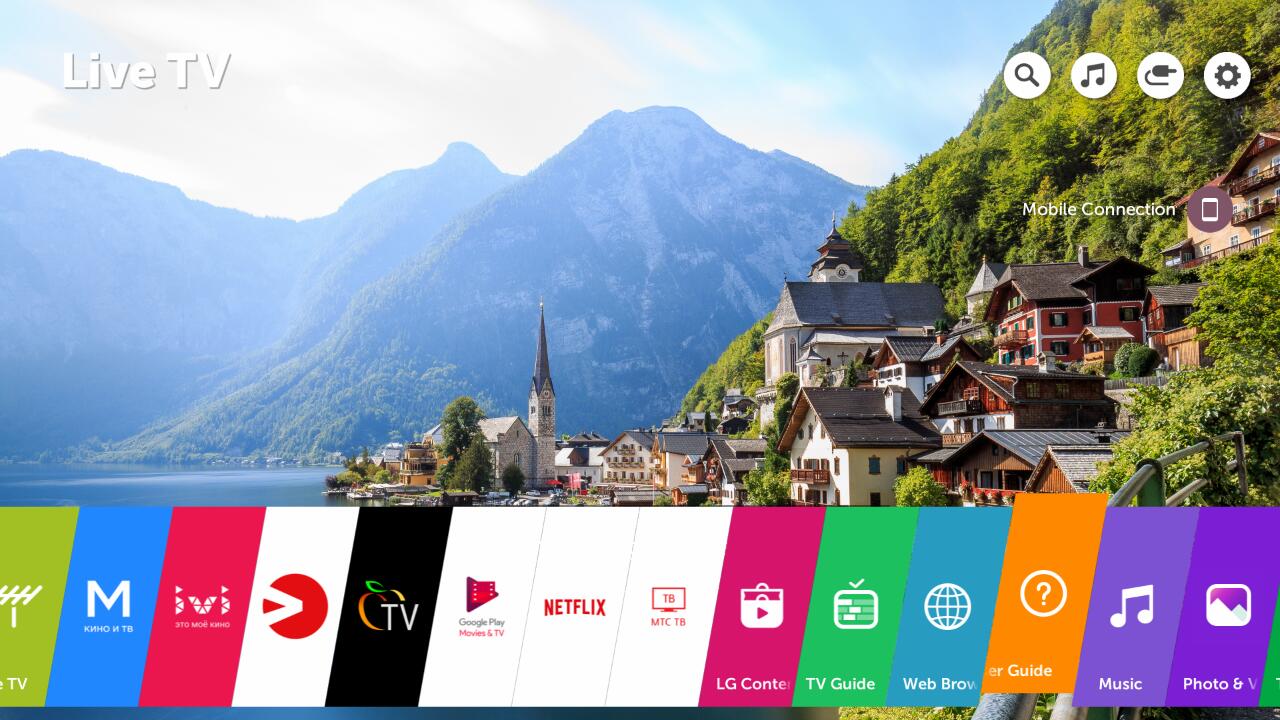 Live TV
Mobile Connection
M
КИНО И ТВ
ivi
это моё кино
TV
Google Play
Movies & TV
NETFLIX
ТВ
МТС ТВ
e TV
LG Conte
TV Guide
Web Brow
er Guide
Music
Photo & V